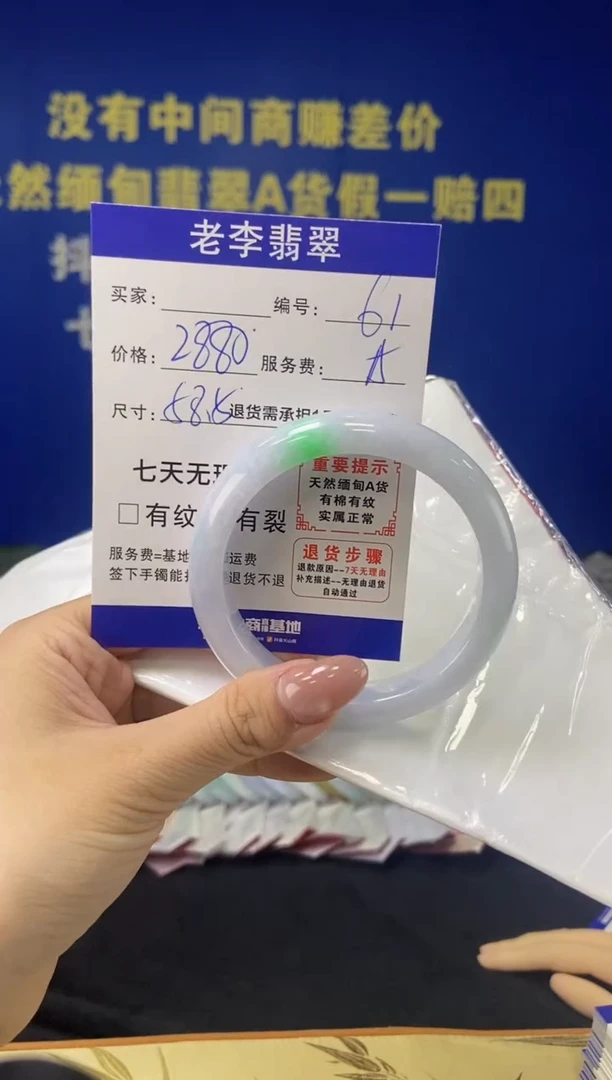 没有中间商赚差价
然缅甸翡翠A货假一赔四
老李翡翠
买家：
编号：61
价格：2880
服务费：A
尺寸：58.5
退货需承担
七天无理
□有纹
有裂
服务费=基地
运费
签下手镯能
退货不退
重要提示
天然缅甸A货
有棉有纹
实属正常
退货步骤
退款原因--7天无理由
补充描述--无理由退货
自动通过
商直播基地